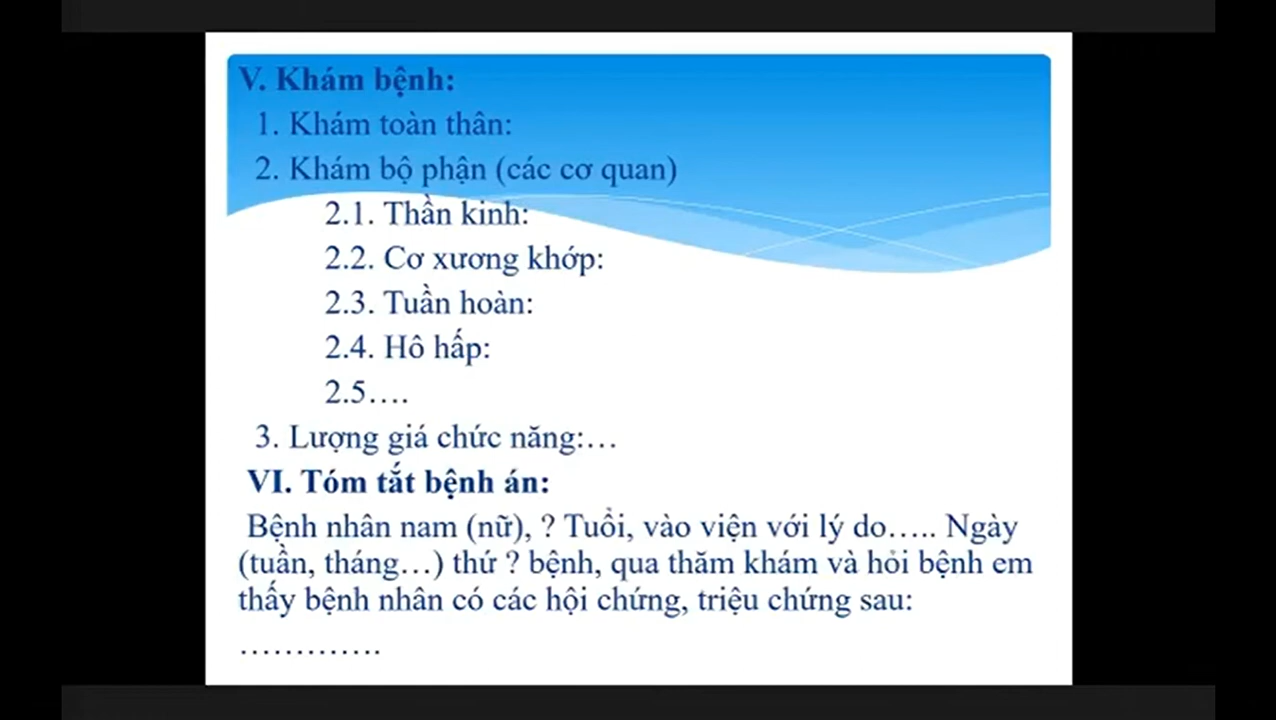 V. Khám bệnh:
1. Khám toàn thân:
2. Khám bộ phận (các cơ quan)
2.1. Thần kinh:
2.2. Cơ xương khớp:
2.3. Tuần hoàn:
2.4. Hô hấp:
2.5….
3. Lượng giá chức năng:…
VI. Tóm tắt bệnh án:
Bệnh nhân nam (nữ), ? Tuổi, vào viện với lý do….. Ngày
(tuần, tháng…) thứ ? bệnh, qua thăm khám và hỏi bệnh em
thấy bệnh nhân có các hội chứng, triệu chứng sau:
………….